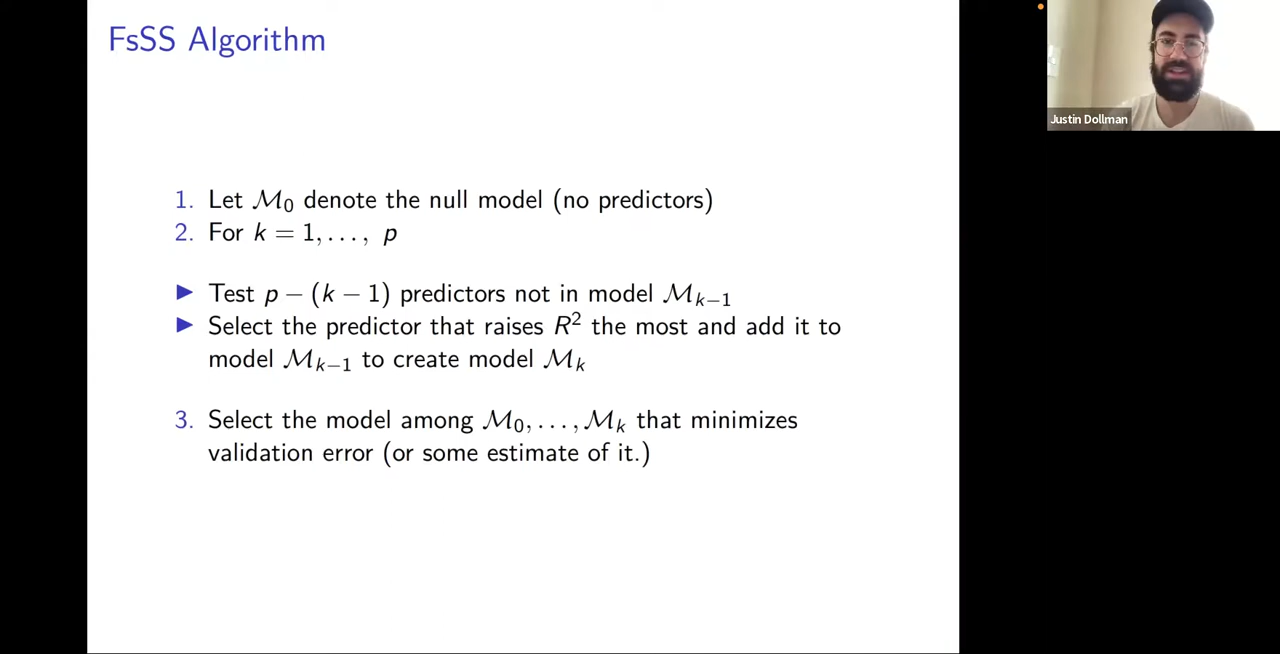 FsSS Algorithm
1. Let ℳ₀ denote the null model (no predictors)
2. For k = 1, . . . , p
▶ Test p − (k − 1) predictors not in model ℳₖ₋₁
▶ Select the predictor that raises R² the most and add it to
model ℳₖ₋₁ to create model ℳₖ
3. Select the model among ℳ₀, . . . , ℳₖ that minimizes
validation error (or some estimate of it.)
Justin Dollman